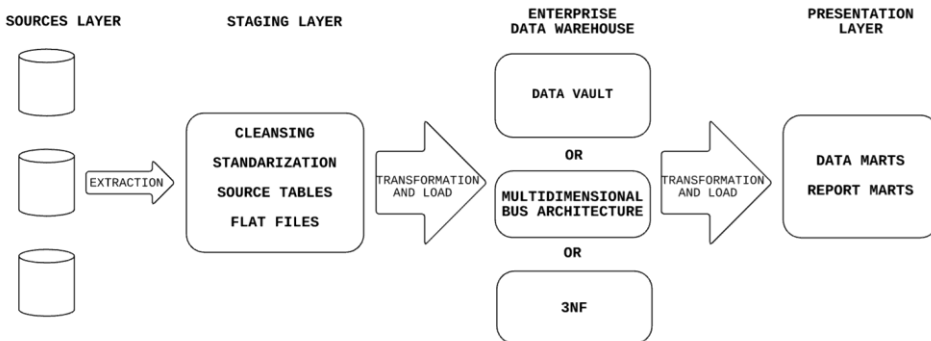 SOURCES LAYER
STAGING LAYER
ENTERPRISE
DATA WAREHOUSE
PRESENTATION
LAYER
EXTRACTION
CLEANSING
STANDARIZATION
SOURCE TABLES
FLAT FILES
TRANSFORMATION
AND LOAD
DATA VAULT
OR
MULTIDIMENSIONAL
BUS ARCHITECTURE
OR
3NF
TRANSFORMATION
AND LOAD
DATA MARTS
REPORT MARTS